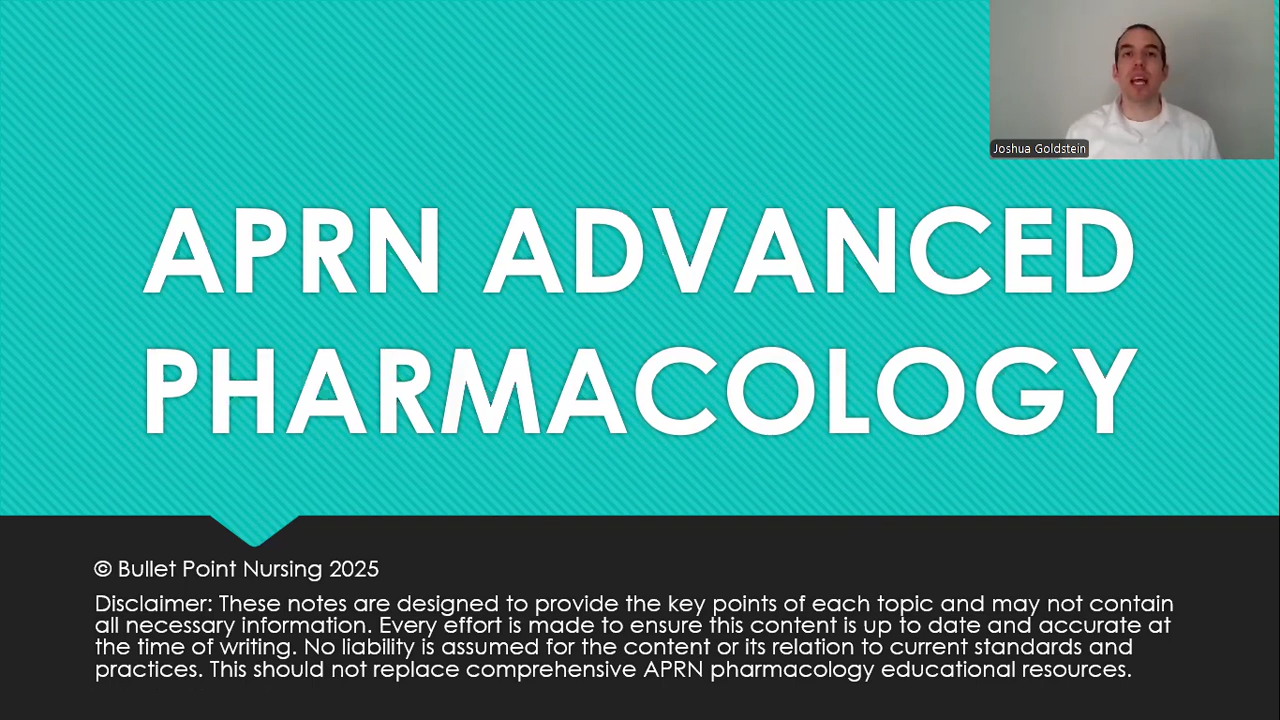 Joshua Goldstein
APRN ADVANCED
PHARMACOLOGY
© Bullet Point Nursing 2025
Disclaimer: These notes are designed to provide the key points of each topic and may not contain
all necessary information. Every effort is made to ensure this content is up to date and accurate at
the time of writing. No liability is assumed for the content or its relation to current standards and
practices. This should not replace comprehensive APRN pharmacology educational resources.